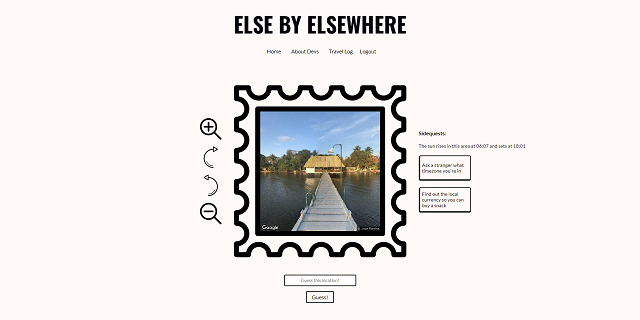 ELSE BY ELSEWHERE
Home About Devs Travel Log Logout
Sidequests:
The sun rises in this area at 06:07 and sets at 18:01
Ask a stranger what
timezone you're in
Find out the local
currency so you can
buy a snack
Google
Guess this location!
Guess!